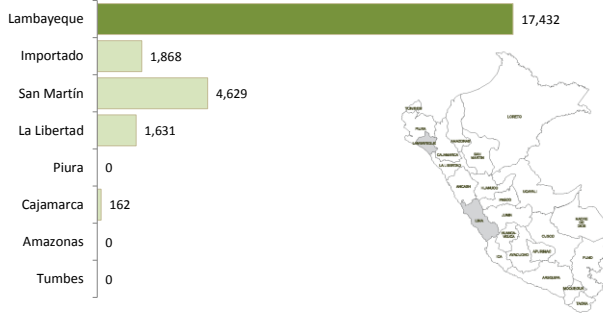 Lambayeque 17,432
Importado 1,868
San Martín 4,629
La Libertad 1,631
Piura 0
Cajamarca 162
Amazonas 0
Tumbes 0
TUMBES
PIURA
LORETO
LAMBAYEQUE
AMAZONAS
CAJAMARCA
SAN
MARTIN
LA LIBERTAD
ANCASH
HUANUCO
UCAYALI
PASCO
LIMA
JUNIN
MADRE
DE
DIOS
CUSCO
ICA
AYACUCHO
APURIMAC
PUNO
AREQUIPA
MOQUEGUA
TACNA